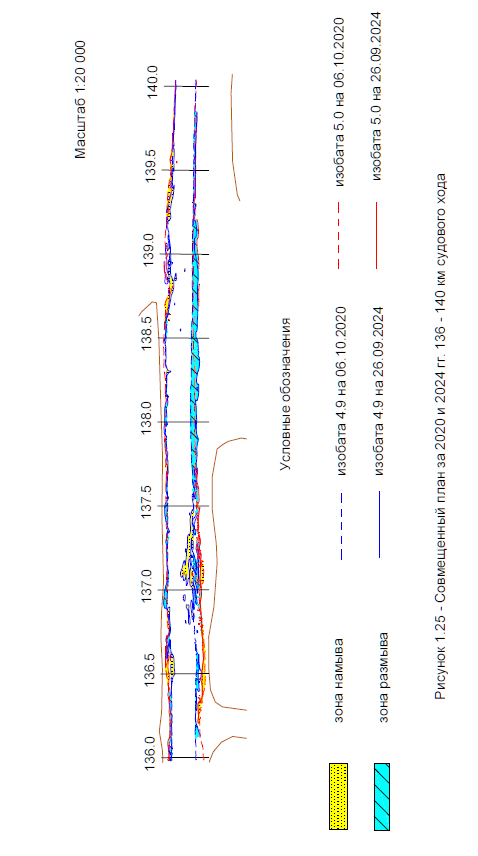 Масштаб 1:20 000
136.0 136.5 137.0 137.5 138.0 138.5 139.0 139.5 140.0
Условные обозначения
зона намыва
изобата 4.9 на 06.10.2020
изобата 5.0 на 06.10.2020
зона размыва
изобата 4.9 на 26.09.2024
изобата 5.0 на 26.09.2024
Рисунок 1.25 - Совмещенный план за 2020 и 2024 гг. 136 - 140 км судового хода